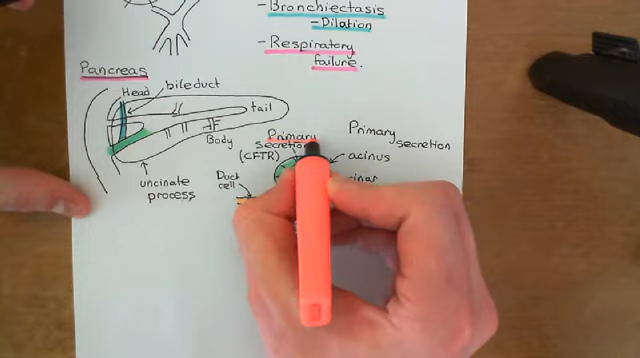 - Bronchiectasis
- Dilation
- Respiratory
failure.
Pancreas
Head
bileduct
tail
Body
uncinate
process
Primary
secretion
(CFTR)
acinus
Duct
cell
Primary
secretion